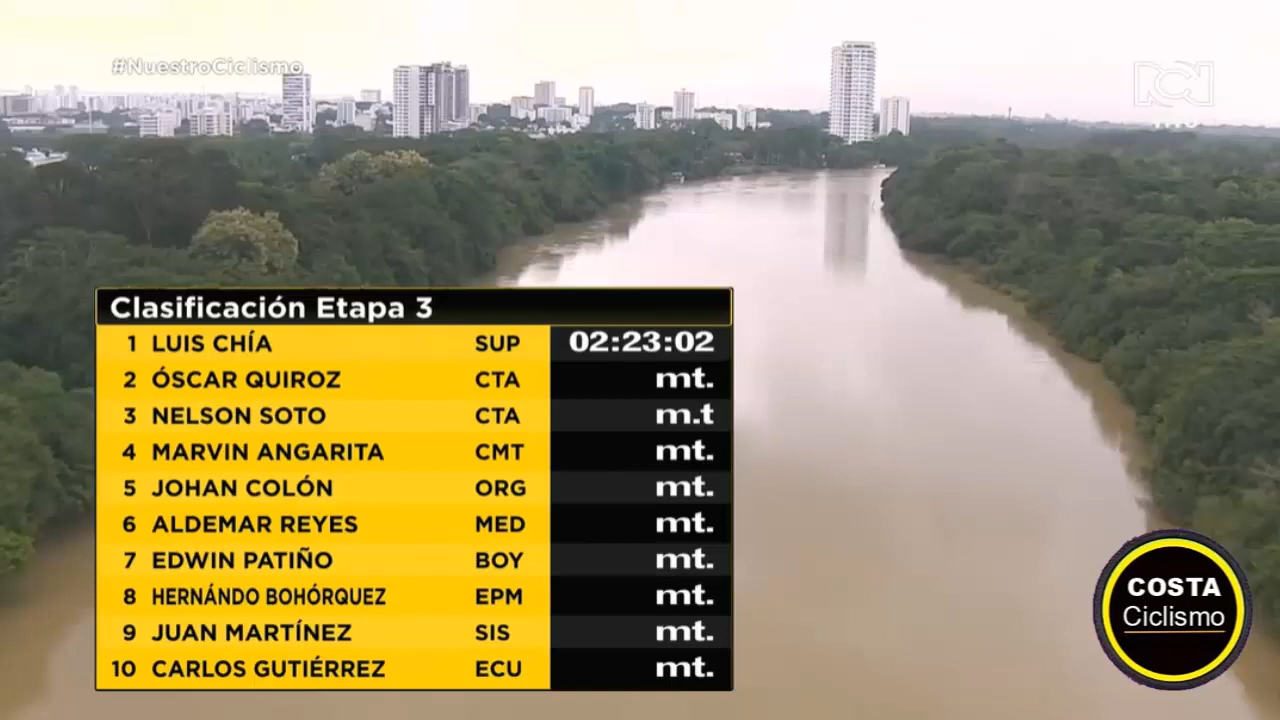 #NuestroCiclismo
RCN
Clasificación Etapa 3
1 LUIS CHÍA SUP 02:23:02
2 ÓSCAR QUIROZ CTA mt.
3 NELSON SOTO CTA m.t
4 MARVIN ANGARITA CMT mt.
5 JOHAN COLÓN ORG mt.
6 ALDEMAR REYES MED mt.
7 EDWIN PATIÑO BOY mt.
8 HERNÁNDO BOHÓRQUEZ EPM mt.
9 JUAN MARTÍNEZ SIS mt.
10 CARLOS GUTIÉRREZ ECU mt.
COSTA
Ciclismo